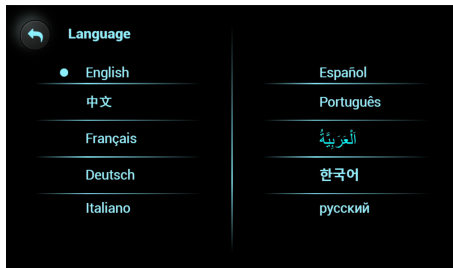 Language
English
中文
Français
Deutsch
Italiano
Español
Português
اَلْعَرَبِيَّةُ
한국어
русский